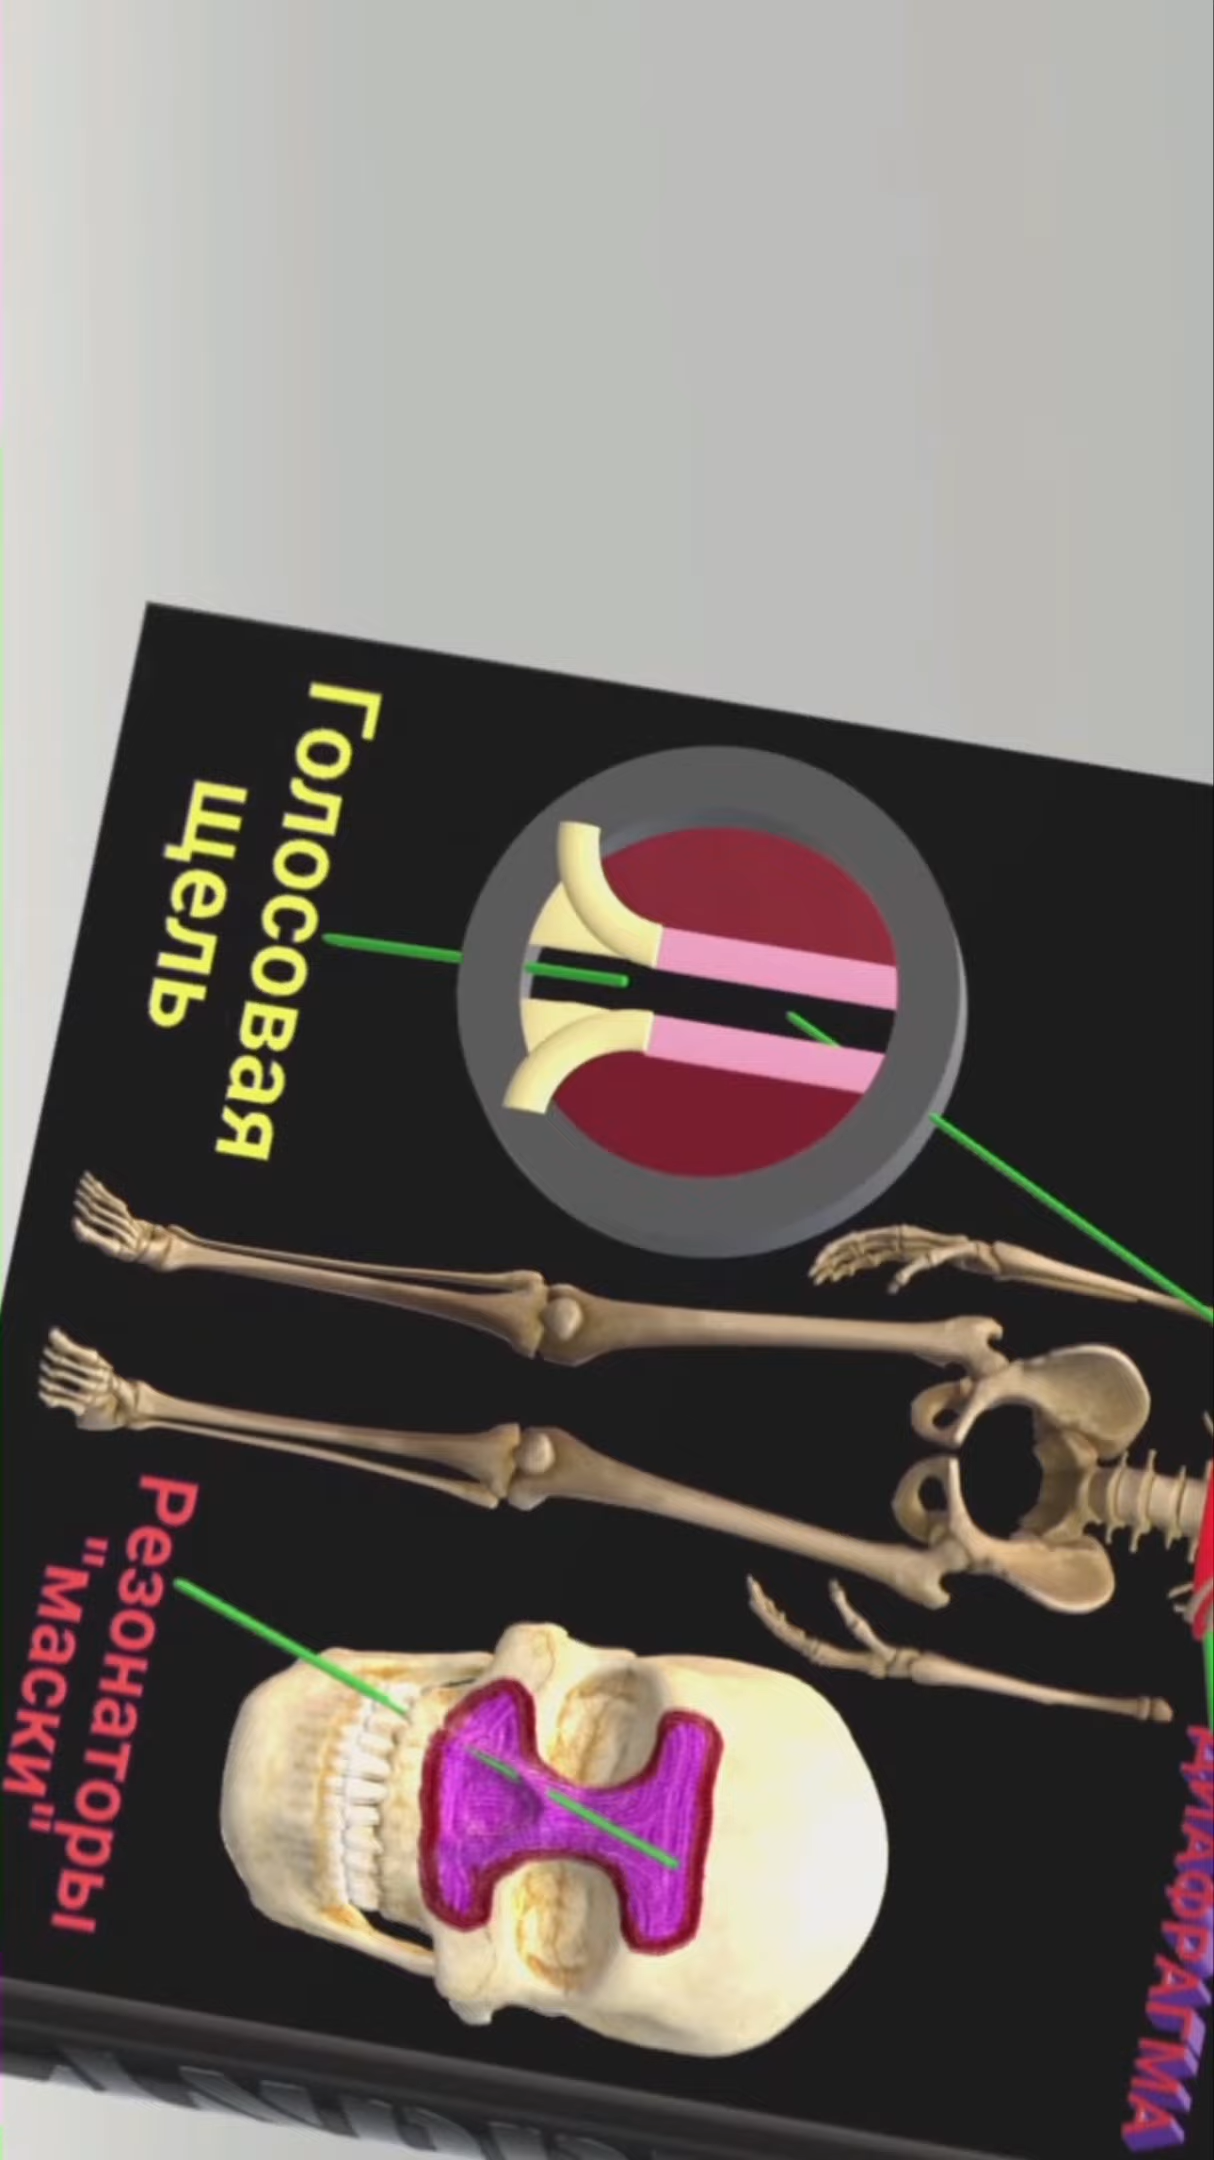 Голосовая
щель
Резонаторы
"маски"
ДИАФРАГМА